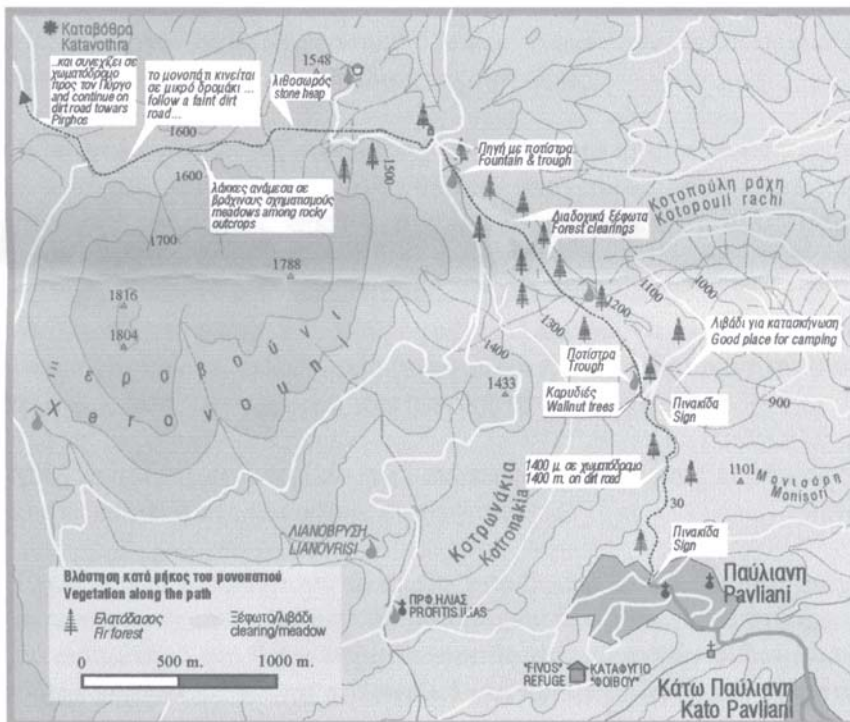 Καταβόθρα
Katavothra
...και συνεχίζει σε
χωματόδρομο
προς τον Πύργο
and continue on
dirt road towars
Pirghos
το μονοπάτι κινείται
σε μικρό δρομάκι ...
follow a faint dirt
road...
1548
λιθοσωρός
stone heap
1600
1600
1500
λάκκες ανάμεσα σε
βράχινους σχηματισμούς
meadows among rocky
outcrops
Πηγή με ποτίστρα
Fountain & trough
Κοτοπούλη ράχη
Kotopouli rachi
Διαδοχικά ξέφωτα
Forest clearings
1700
1788
1816
1804
Ξεροβούνι
Xerovouni
1100
1000
1200
1300
1400
1433
Λιβάδι για κατασκήνωση
Good place for camping
Ποτίστρα
Trough
Καρυδιές
Wallnut trees
Πινακίδα
Sign
900
1400 μ. σε χωματόδρομο
1400 m. on dirt road
1101
Monisori
30
Κοτρωνάκια
Kotronakia
ΛΙΑΝΟΒΡΥΣΗ
LIANOVRISI
Πινακίδα
Sign
Παύλιανη
Pavliani
ΠΡΦ ΗΛΙΑΣ
PROFITIS ILIAS
Βλάστηση κατά μήκος του μονοπατιού
Vegetation along the path
Ελατόδασος
Fir forest
Ξέφωτο/λιβάδι
clearing/meadow
0 500 m. 1000 m.
"FIVOS"
REFUGE
ΚΑΤΑΦΥΓΙΟ
"ΦΟΙΒΟΥ"
Κάτω Παύλιανη
Kato Pavliani